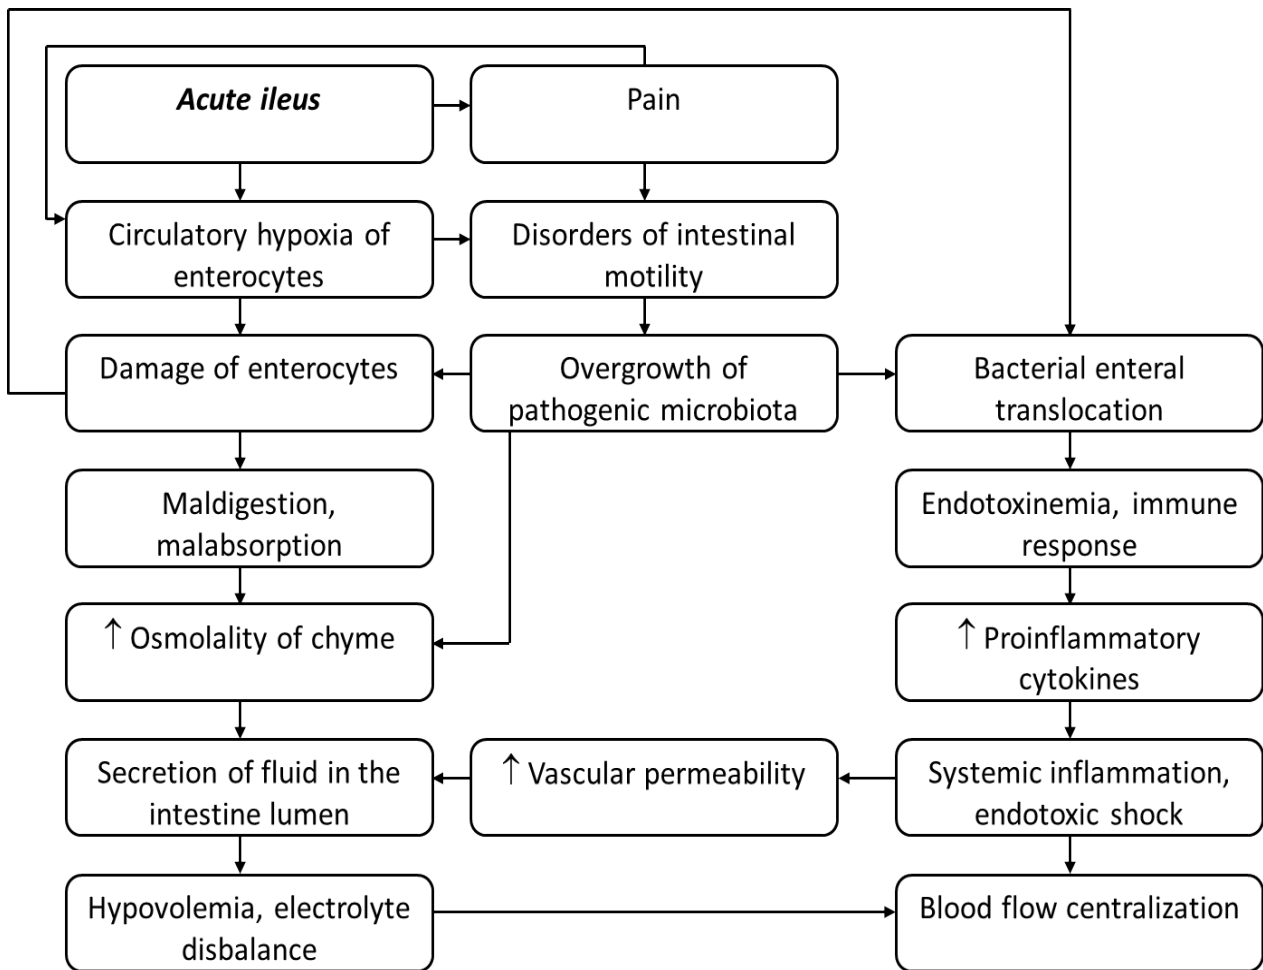 Acute ileus
Pain
Circulatory hypoxia of
enterocytes
Disorders of intestinal
motility
Damage of enterocytes
Overgrowth of
pathogenic microbiota
Bacterial enteral
translocation
Maldigestion,
malabsorption
Endotoxinemia, immune
response
↑ Osmolality of chyme
↑ Proinflammatory
cytokines
Secretion of fluid in the
intestine lumen
↑ Vascular permeability
Systemic inflammation,
endotoxic shock
Hypovolemia, electrolyte
disbalance
Blood flow centralization